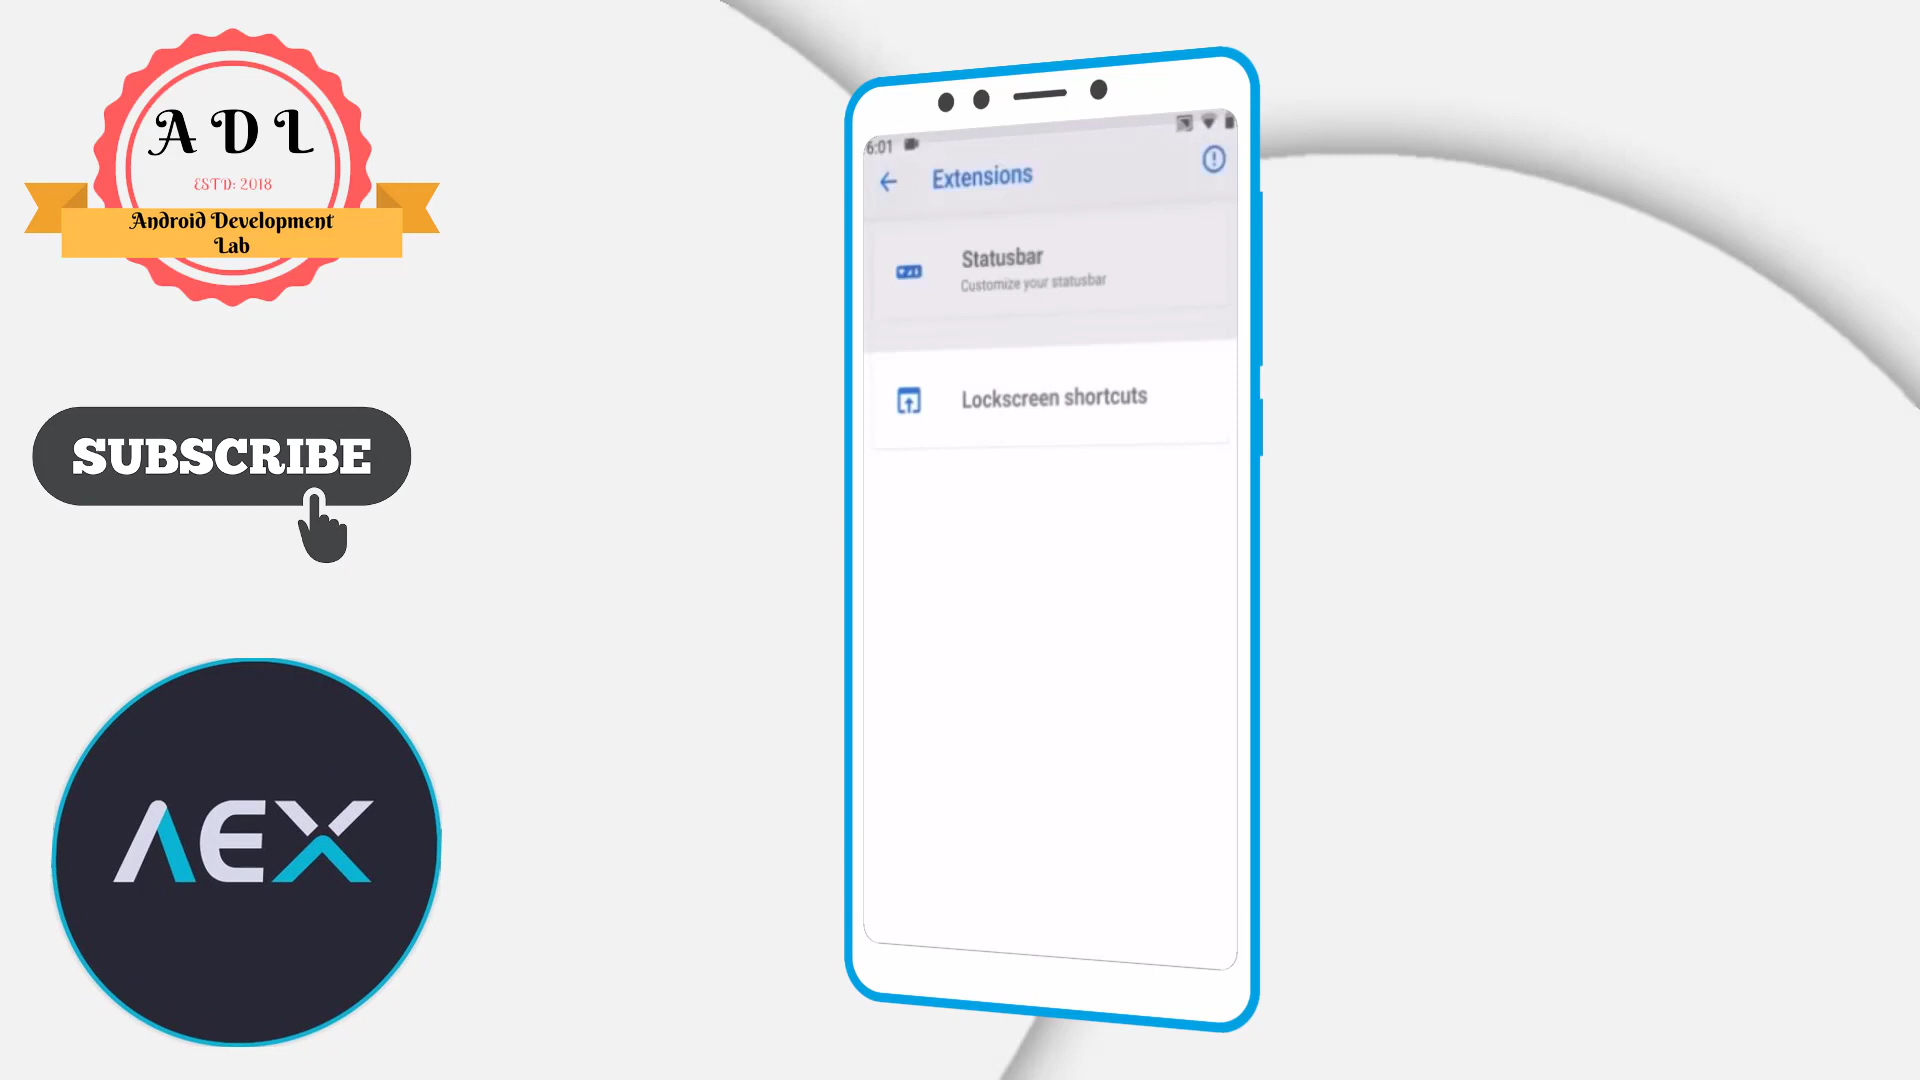 A D L
ESTD: 2018
Android Development
Lab
SUBSCRIBE
AEX
6:01
Extensions
Statusbar
Customize your statusbar
Lockscreen shortcuts